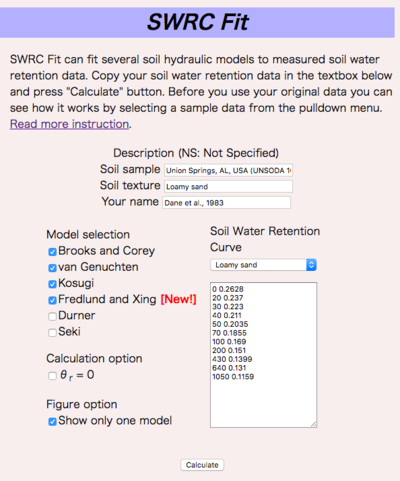 SWRC Fit
SWRC Fit can fit several soil hydraulic models to measured soil water
retention data. Copy your soil water retention data in the textbox below
and press "Calculate" button. Before you use your original data you can
see how it works by selecting a sample data from the pulldown menu.
Read more instruction.
Description (NS: Not Specified)
Soil sample Union Springs, AL, USA (UNSODA
Soil texture Loamy sand
Your name Dane et al., 1983
Model selection
Brooks and Corey
van Genuchten
Kosugi
Fredlund and Xing [New!]
Durner
Seki
Calculation option
θr = 0
Figure option
Show only one model
Soil Water Retention
Curve
Loamy sand
0 0.2628
20 0.237
30 0.223
40 0.211
50 0.2035
70 0.1855
100 0.169
200 0.151
430 0.1399
640 0.131
1050 0.1159
Calculate